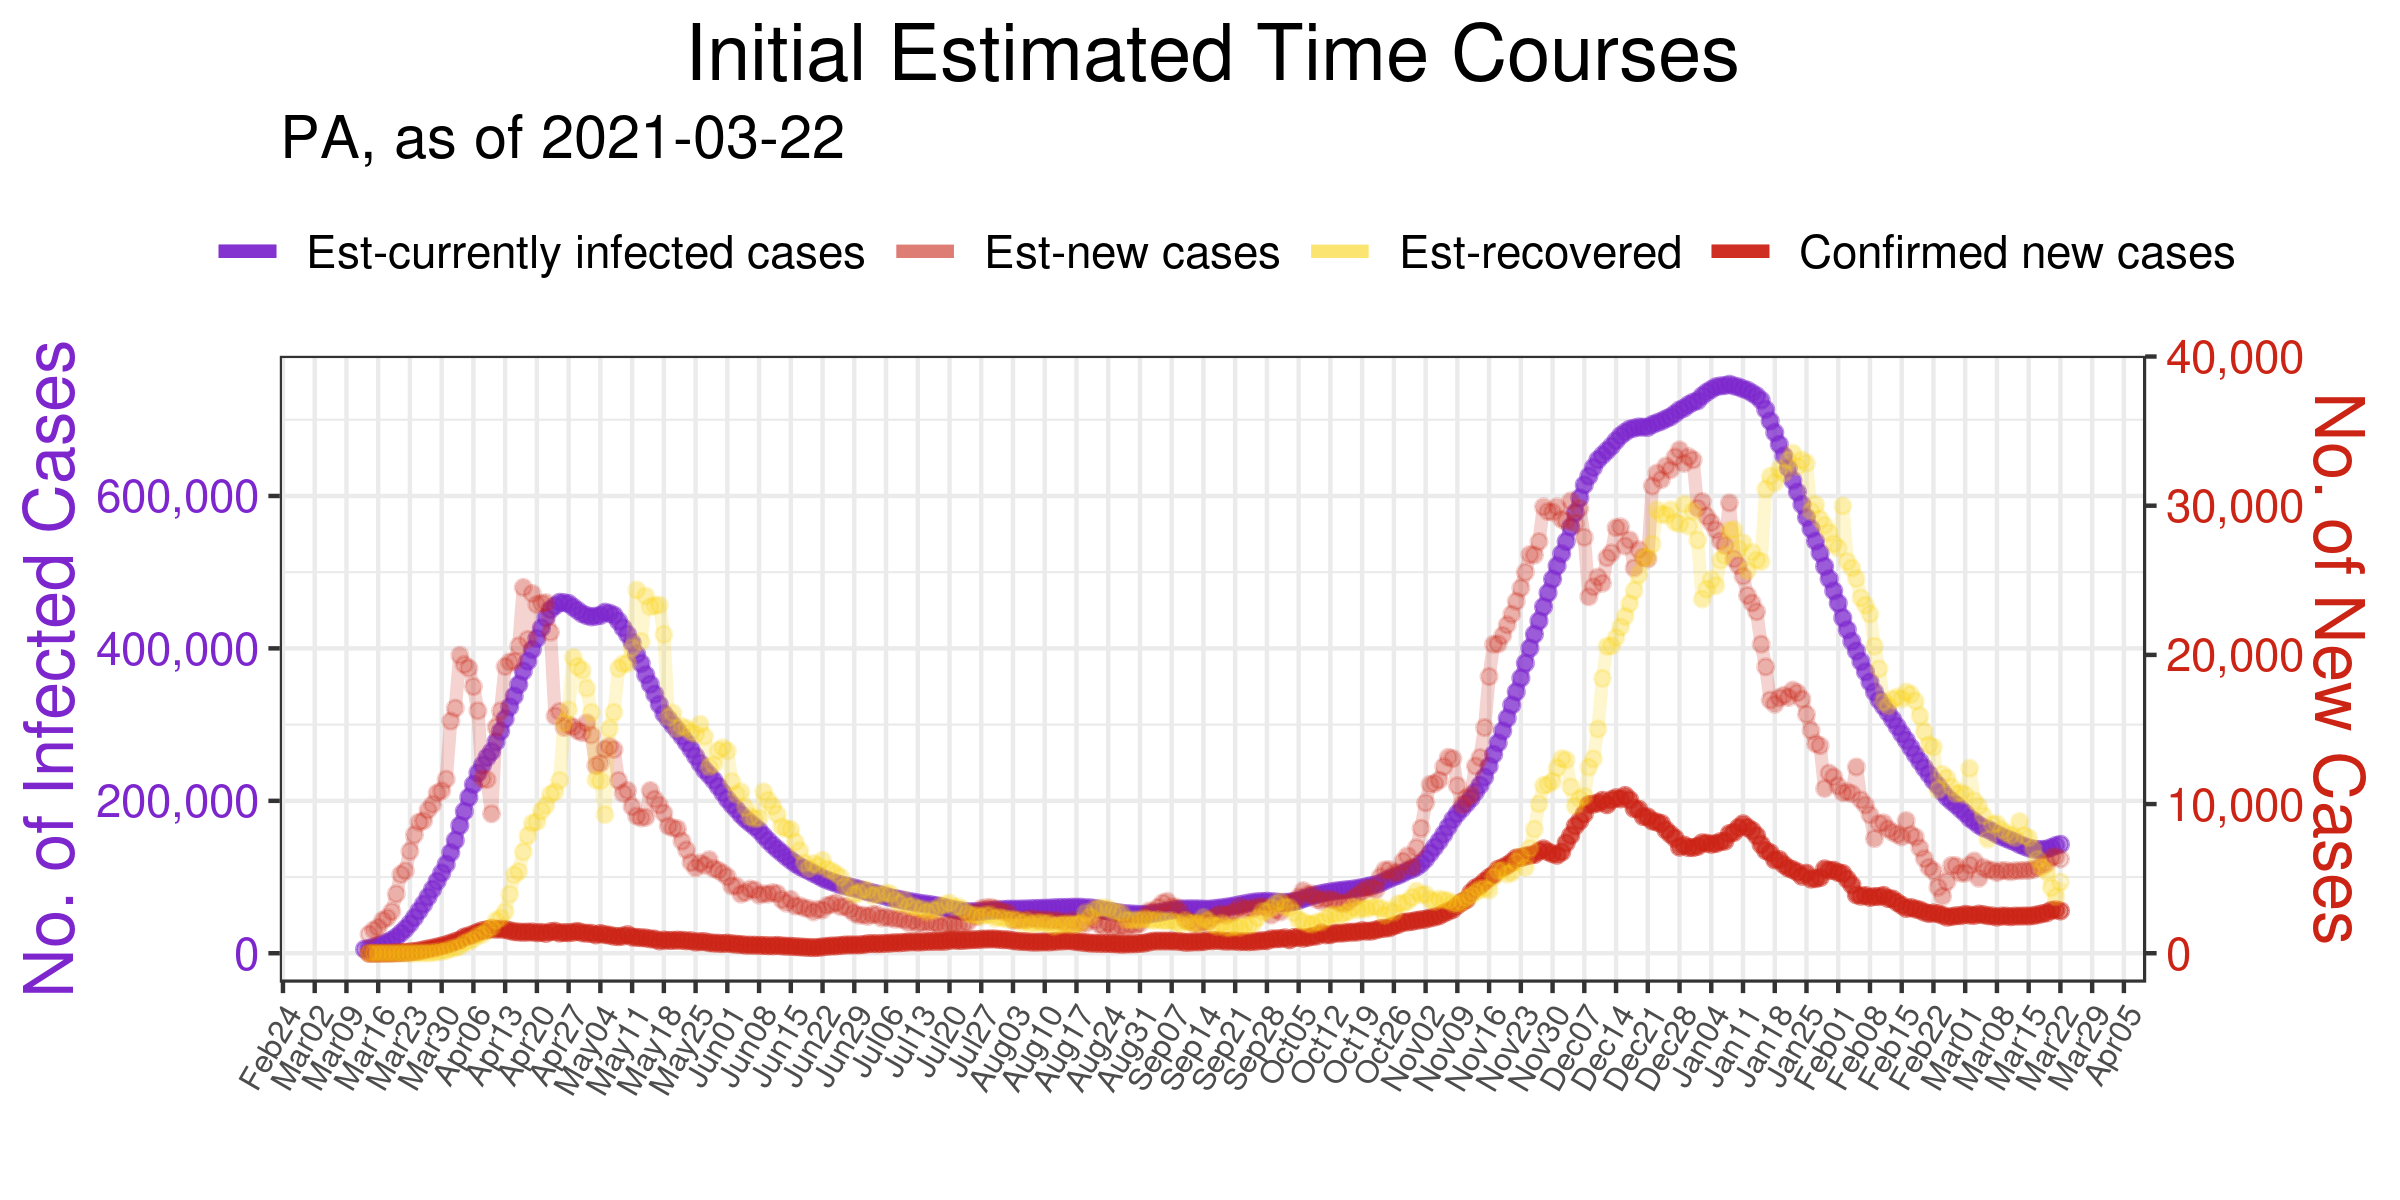 Initial Estimated Time Courses
PA, as of 2021-03-22
Est-currently infected cases Est-new cases Est-recovered Confirmed new cases
No. of Infected Cases
600,000
400,000
200,000
0
40,000
30,000
20,000
10,000
0
No. of New Cases
Feb24 Mar02 Mar09 Mar16 Mar23 Mar30 Apr06 Apr13 Apr20 Apr27 May04 May11 May18 May25 Jun01 Jun08 Jun15 Jun22 Jun29 Jul06 Jul13 Jul20 Jul27 Aug03 Aug10 Aug17 Aug24 Aug31 Sep07 Sep14 Sep21 Sep28 Oct05 Oct12 Oct19 Oct26 Nov02 Nov09 Nov16 Nov23 Nov30 Dec07 Dec14 Dec21 Dec28 Jan04 Jan11 Jan18 Jan25 Feb01 Feb08 Feb15 Feb22 Mar01 Mar08 Mar15 Mar22 Mar29 Apr05